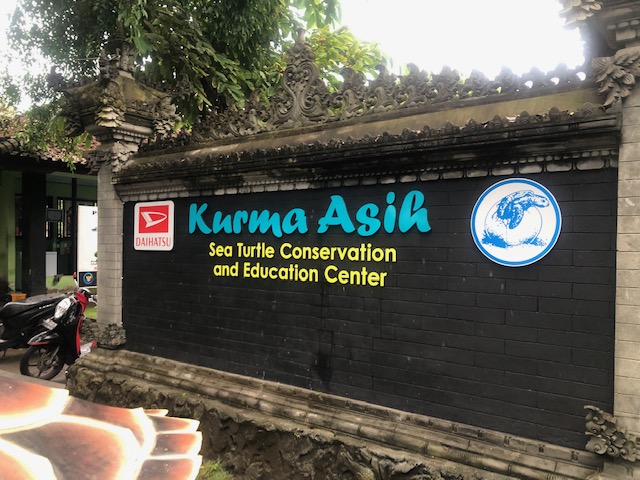 DAIHATSU
Kurma Asih
Sea Turtle Conservation
and Education Center